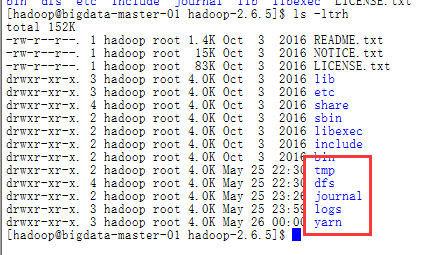 bin dfs etc include journal lib libexec LICENSE.txt
[hadoop@bigdata-master-01 hadoop-2.6.5]$ ls -ltrh
total 152K
-rw-r--r--. 1 hadoop root 1.4K Oct 3 2016 README.txt
-rw-r--r--. 1 hadoop root 15K Oct 3 2016 NOTICE.txt
-rw-r--r--. 1 hadoop root 83K Oct 3 2016 LICENSE.txt
drwxr-xr-x. 3 hadoop root 4.0K Oct 3 2016 lib
drwxr-xr-x. 3 hadoop root 4.0K Oct 3 2016 etc
drwxr-xr-x. 4 hadoop root 4.0K Oct 3 2016 share
drwxr-xr-x. 2 hadoop root 4.0K Oct 3 2016 sbin
drwxr-xr-x. 2 hadoop root 4.0K Oct 3 2016 libexec
drwxr-xr-x. 2 hadoop root 4.0K Oct 3 2016 include
drwxr-xr-x. 2 hadoop root 4.0K Oct 3 2016 bin
drwxr-xr-x. 2 hadoop root 4.0K May 25 22:30 tmp
drwxr-xr-x. 4 hadoop root 4.0K May 25 22:30 dfs
drwxr-xr-x. 2 hadoop root 4.0K May 25 23:26 journal
drwxr-xr-x. 3 hadoop root 4.0K May 25 23:59 logs
drwxr-xr-x. 3 hadoop root 4.0K May 26 00:00 yarn
[hadoop@bigdata-master-01 hadoop-2.6.5]$